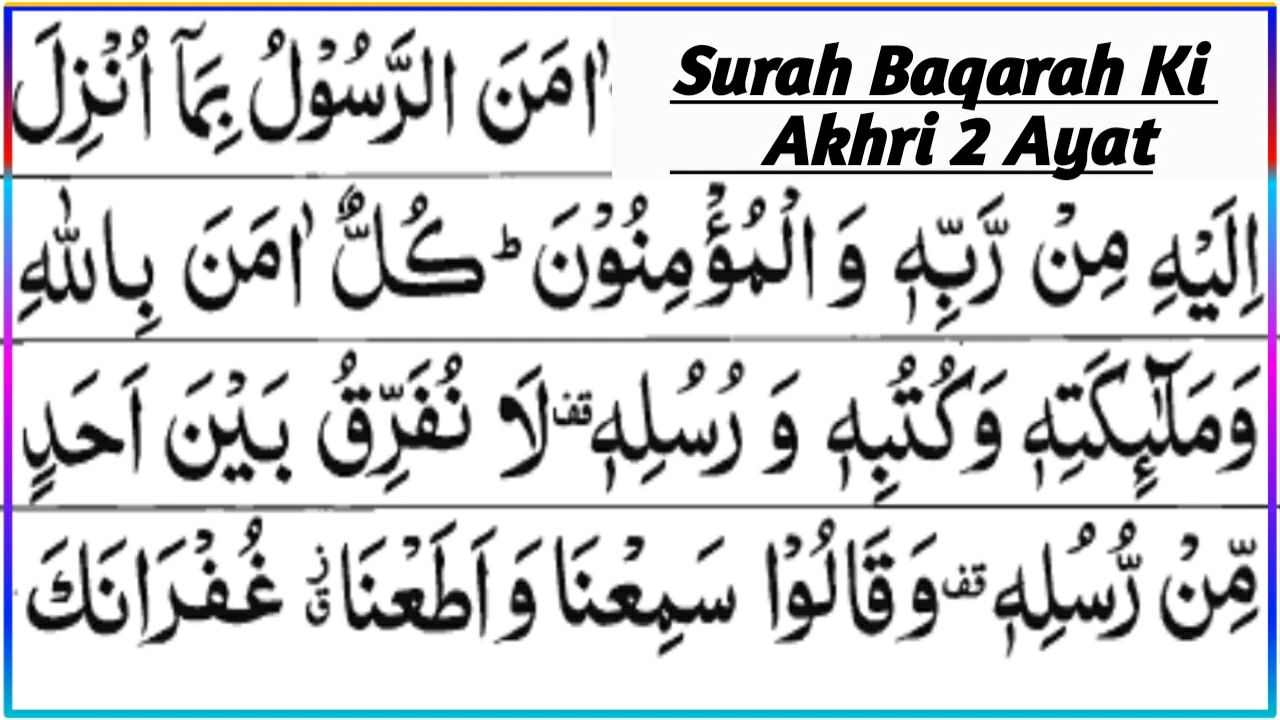 Surah Baqarah Ki
Akhri 2 Ayat
اٰمَنَ الرَّسُوْلُ بِمَآ اُنْزِلَ
اِلَيْهِ مِنْ رَّبِّهٖ وَ الْمُؤْمِنُوْنَ ؕ كُلٌّ اٰمَنَ بِاللّٰهِ
وَمَلٰٓئِكَتِهٖ وَكُتُبِهٖ وَ رُسُلِهٖ قف لَا نُفَرِّقُ بَيْنَ اَحَدٍ
مِّنْ رُّسُلِهٖ قف وَقَالُوْا سَمِعْنَا وَاَطَعْنَا ز ق غُفْرَانَكَ